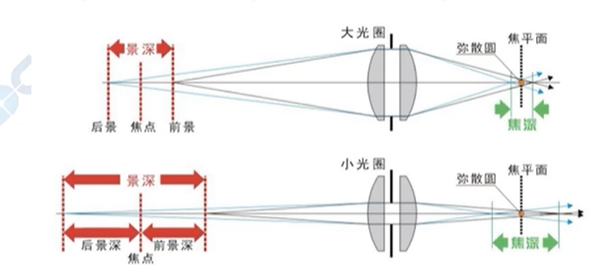 大光圈
焦平面
景深
弥散圆
后景 焦点 前景
焦深
小光圈
焦平面
景深
弥散圆
后景深 前景深
焦深
焦点